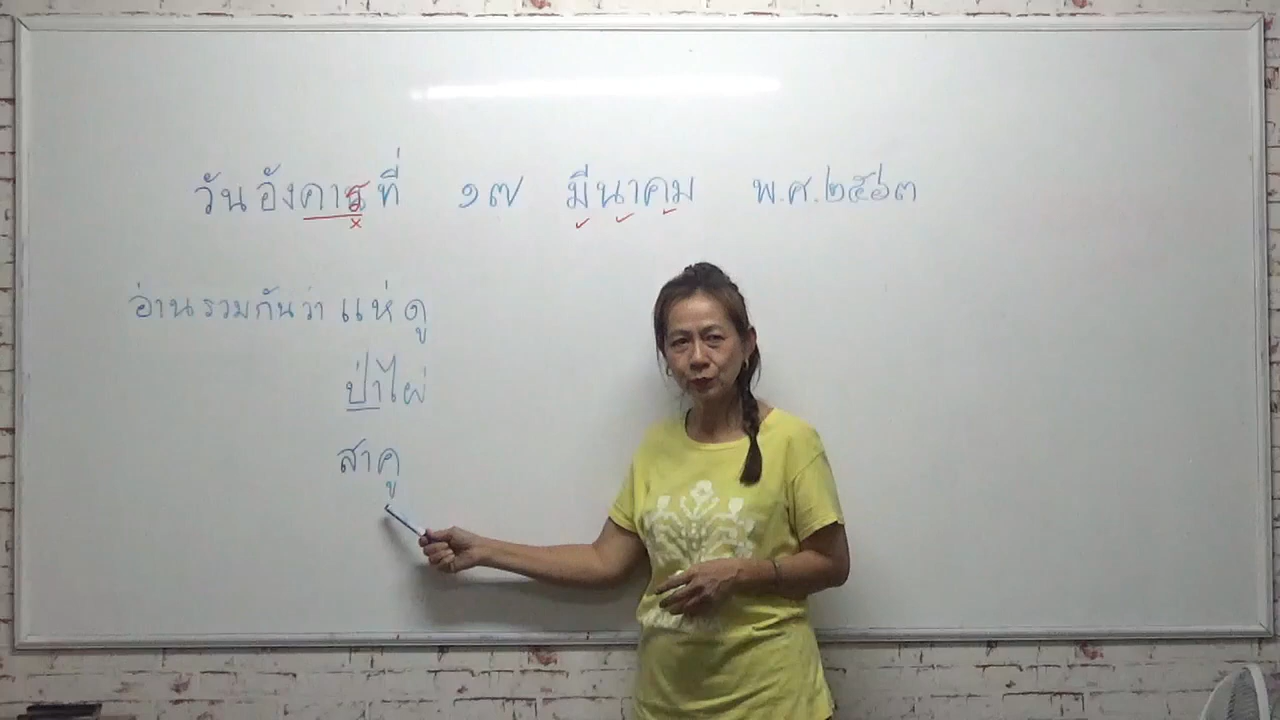 วันอังคารที่ ๑๗ มีนาคม พ.ศ.๒๕๖๓
อ่านรวมกันว่า แห่ ดู
ป่าไผ่
สาคู